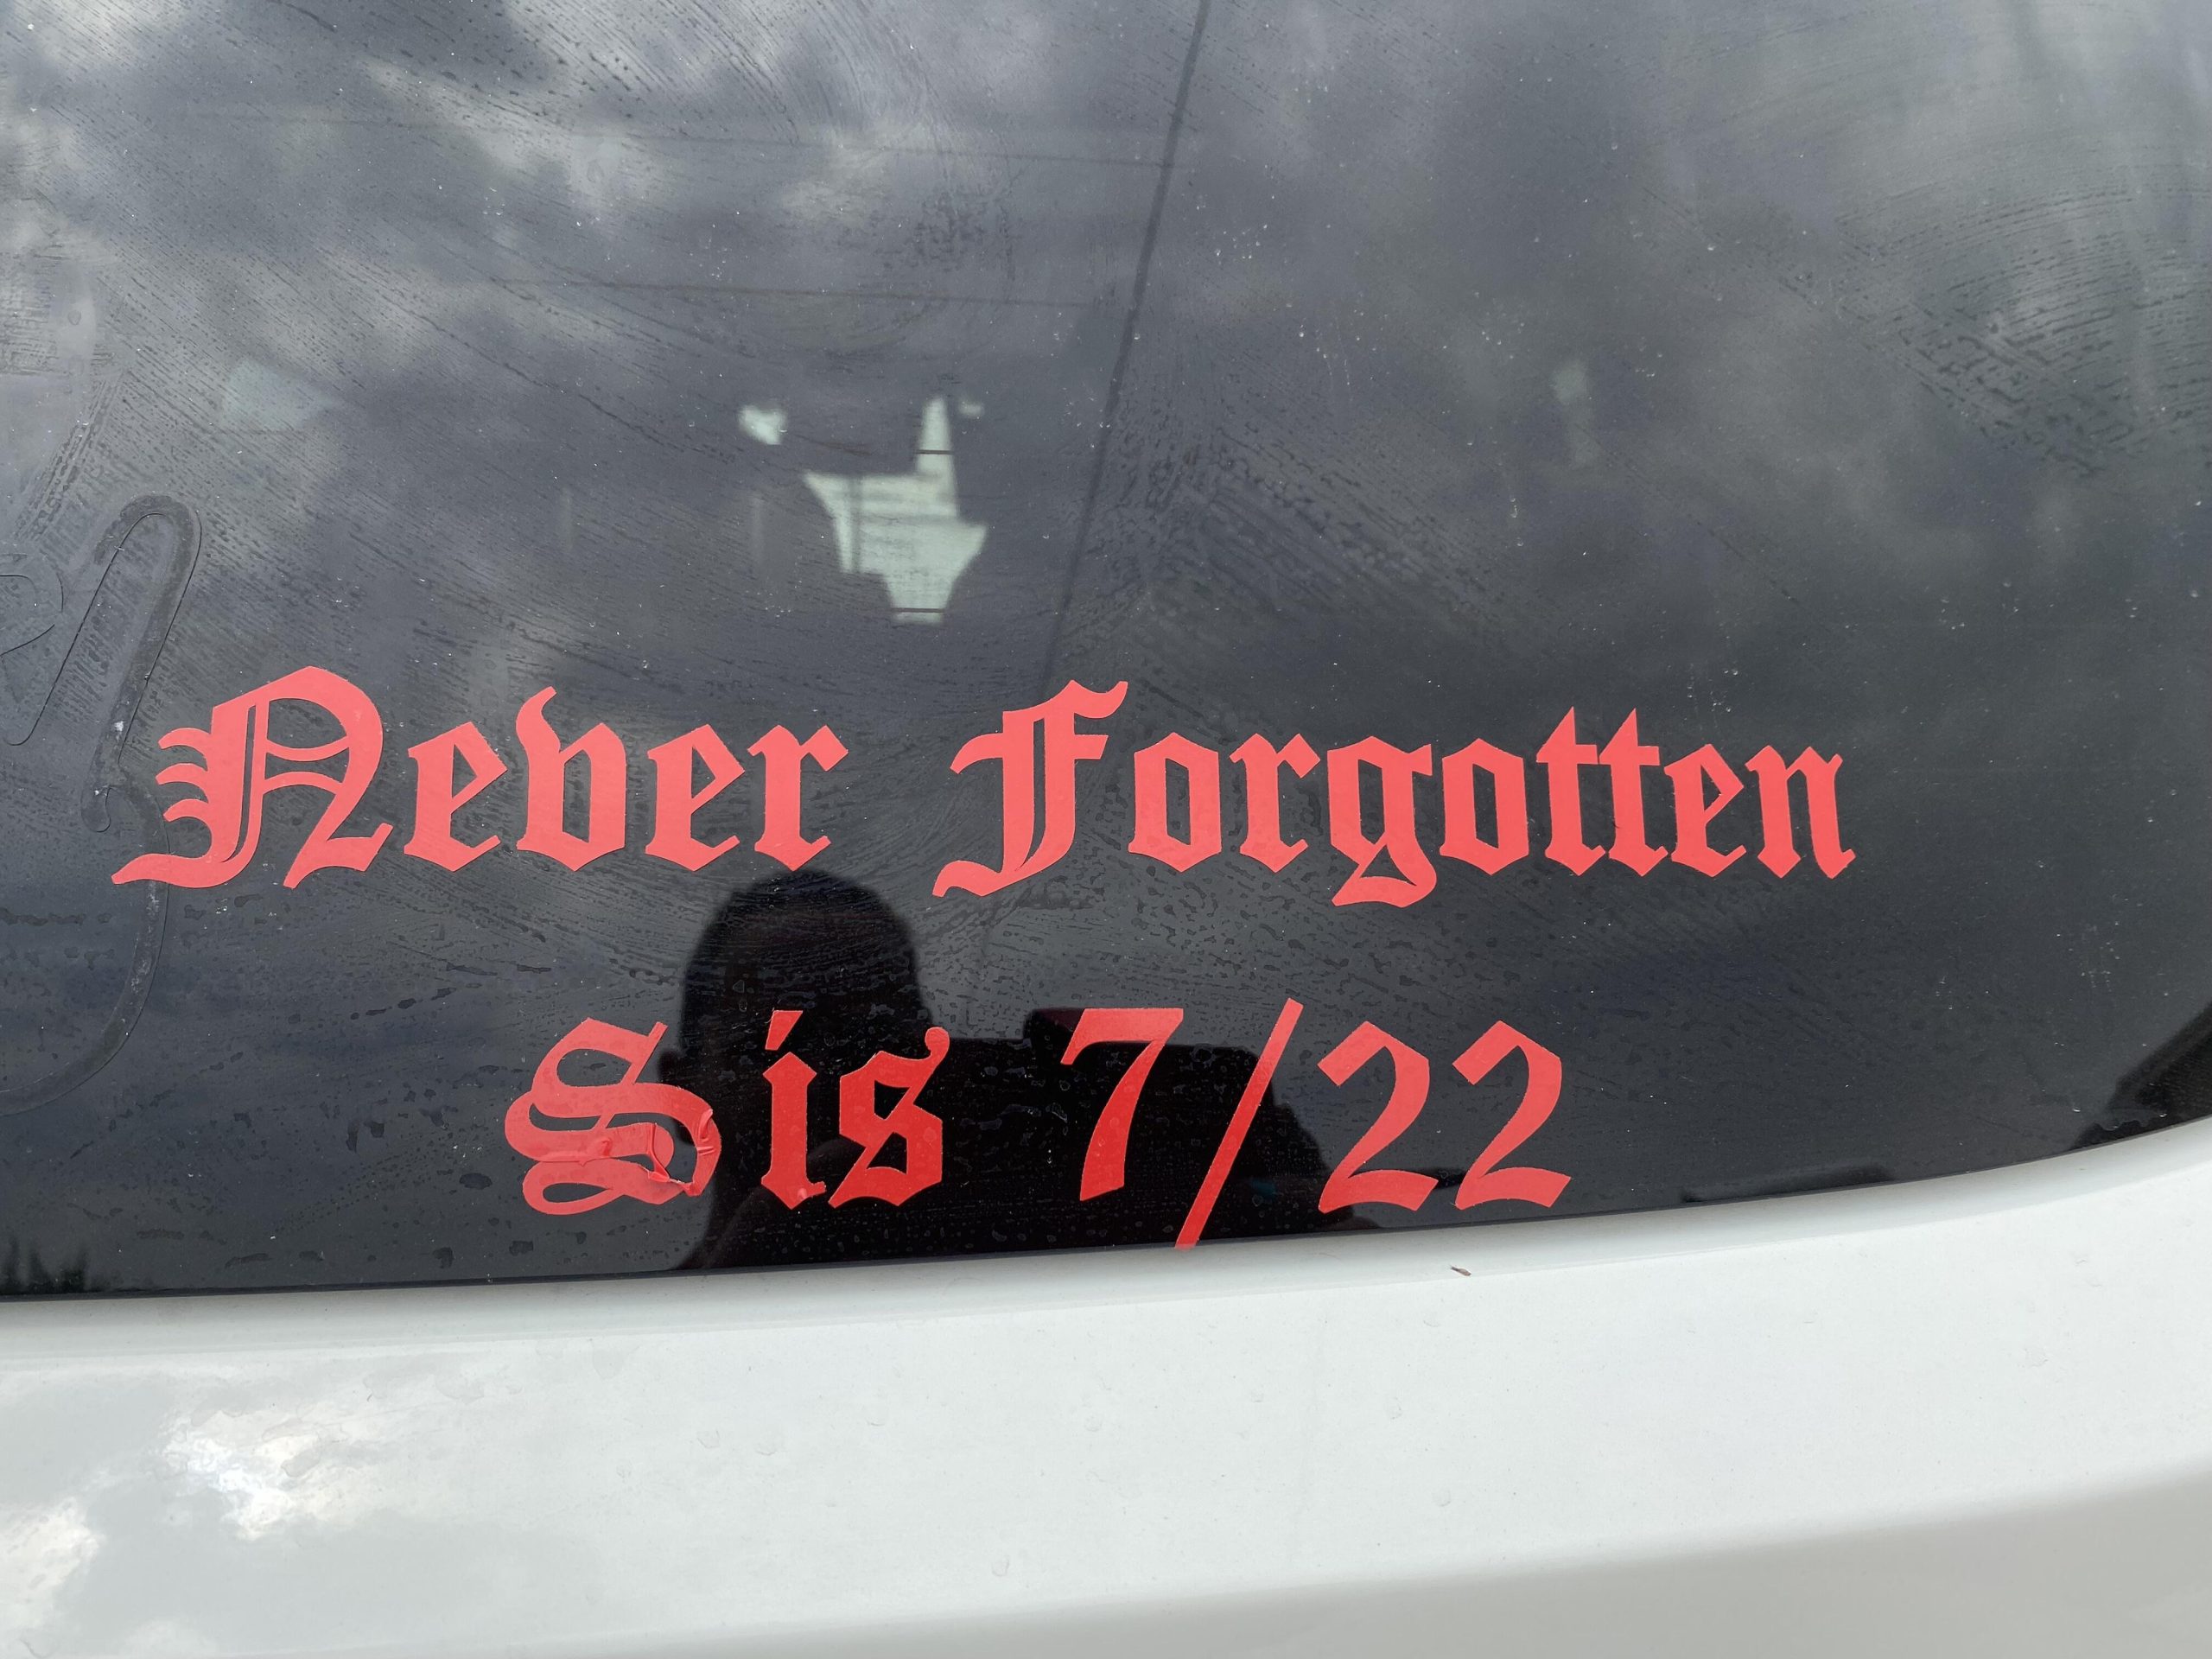 Never Forgotten
Sis 7/22